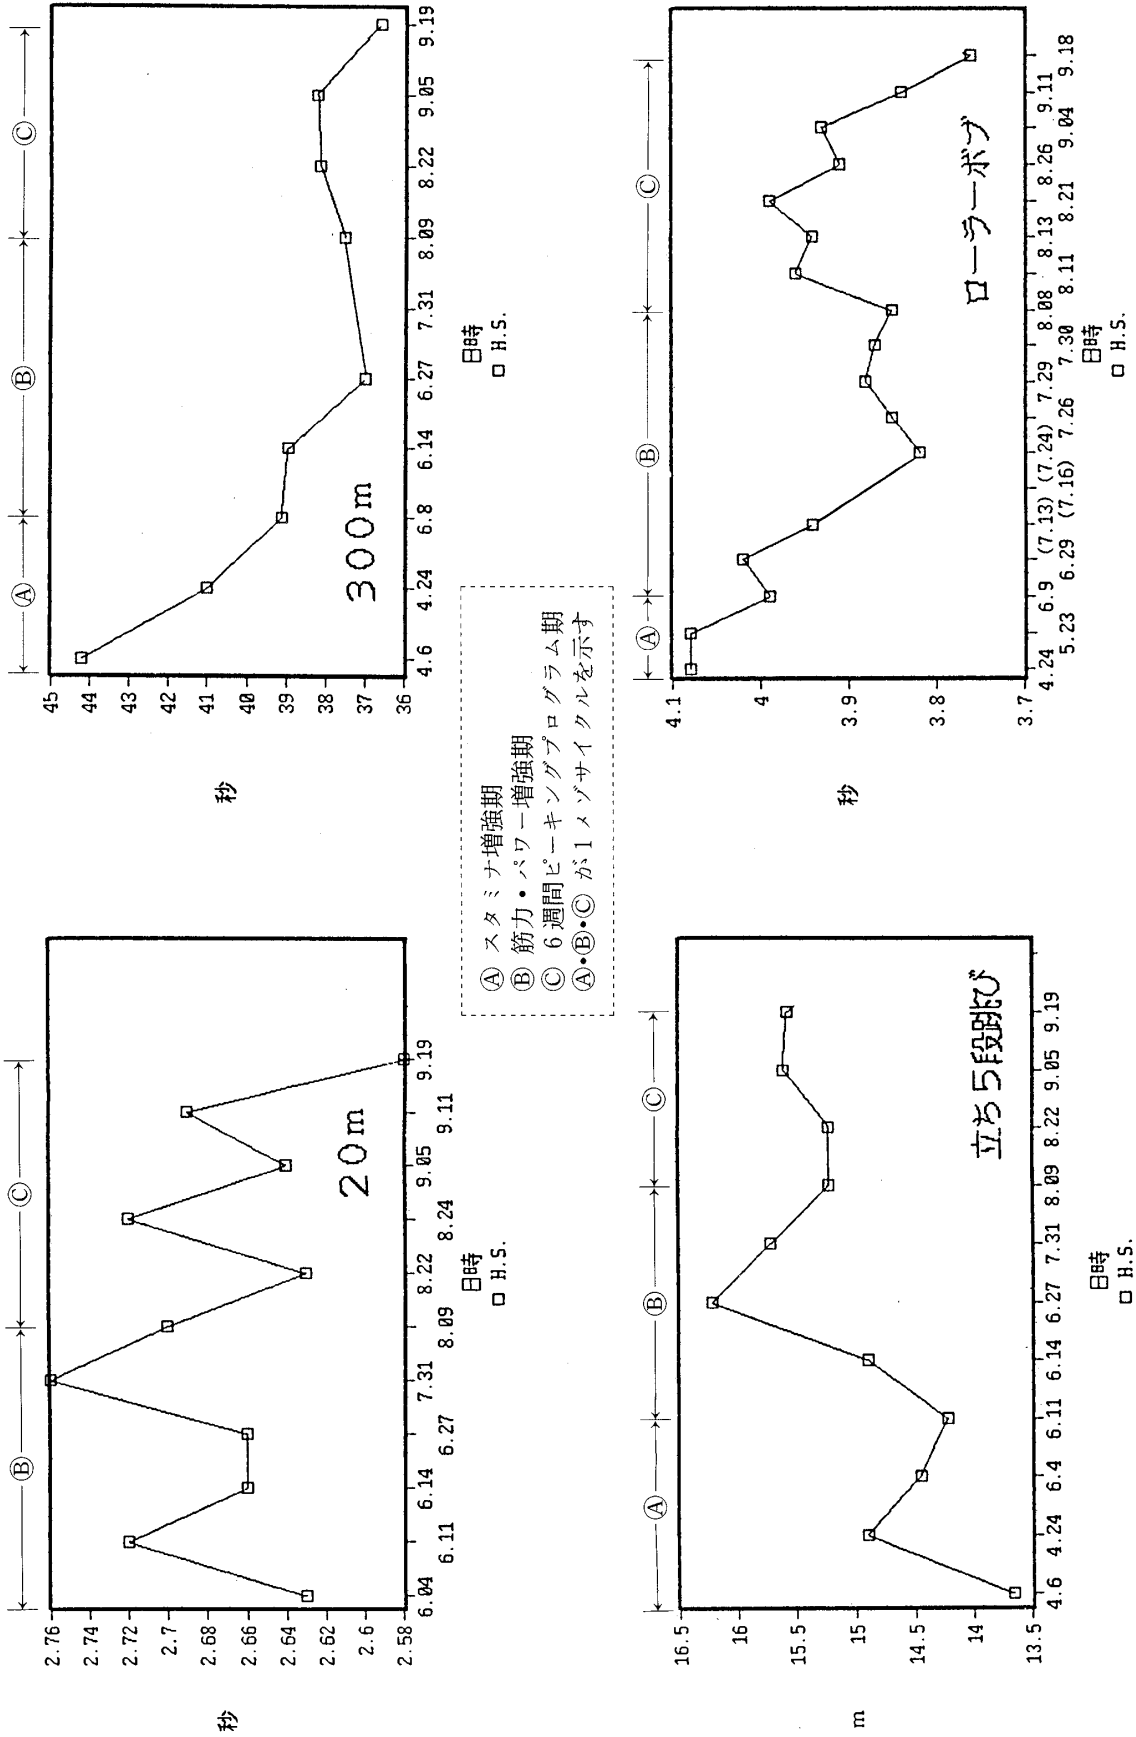 Ⓑ Ⓒ
2.76
2.74
2.72
2.7
2.68
2.66
2.64
2.62
2.6
2.58
秒
20m
6.04 6.11 6.14 6.27 7.31 8.09 8.22 8.24 9.05 9.11 9.19
日時
□ H.S.
Ⓐ Ⓑ Ⓒ
45
44
43
42
41
40
39
38
37
36
秒
300m
4.6 4.24 6.8 6.14 6.27 7.31 8.09 8.22 9.05 9.19
日時
□ H.S.
Ⓐ スタミナ増強期
Ⓑ 筋力・パワー増強期
Ⓒ 6週間ピーキングプログラム期
Ⓐ・Ⓑ・Ⓒ が1メゾサイクルを示す
Ⓐ Ⓑ Ⓒ
16.5
16
15.5
15
14.5
14
13.5
m
立ち5段跳び
4.6 4.24 6.4 6.11 6.14 6.27 7.31 8.09 8.22 9.05 9.19
日時
□ H.S.
Ⓐ Ⓑ Ⓒ
4.1
4
3.9
3.8
3.7
秒
ローラーボブ
4.24 6.9 (7.13) (7.24) 7.29 8.08 8.13 8.26 9.11
5.23 6.29 (7.16) 7.26 7.30 8.11 8.21 9.04 9.18
日時
□ H.S.